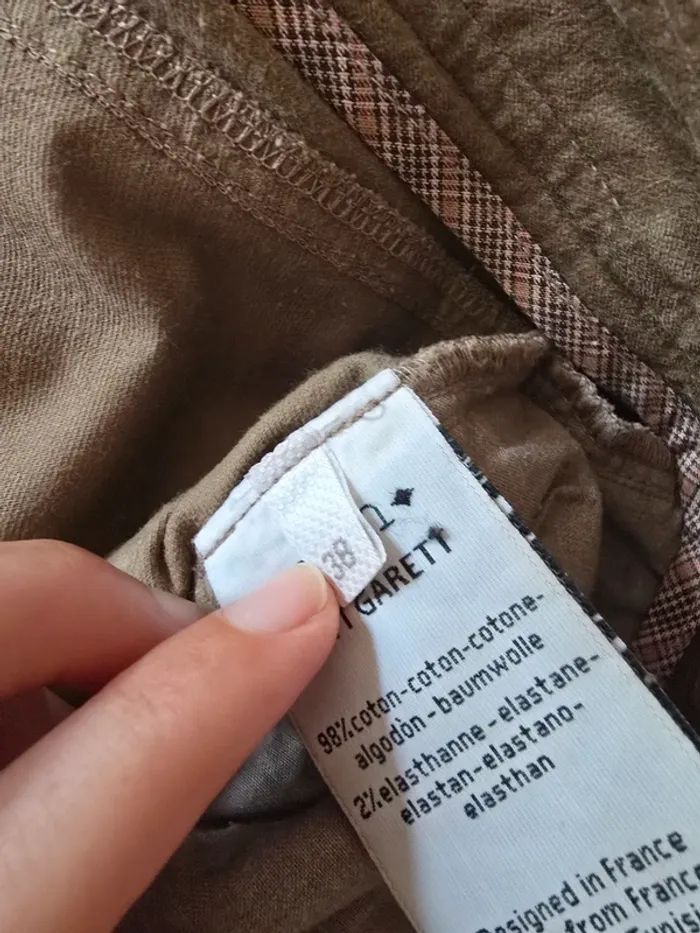 38
GARETT
98%coton-coton-cotone-
algodòn-baumwolle
2%elasthanne-elastane-
elastan-elastano-
elasthan
Designed in France
from France